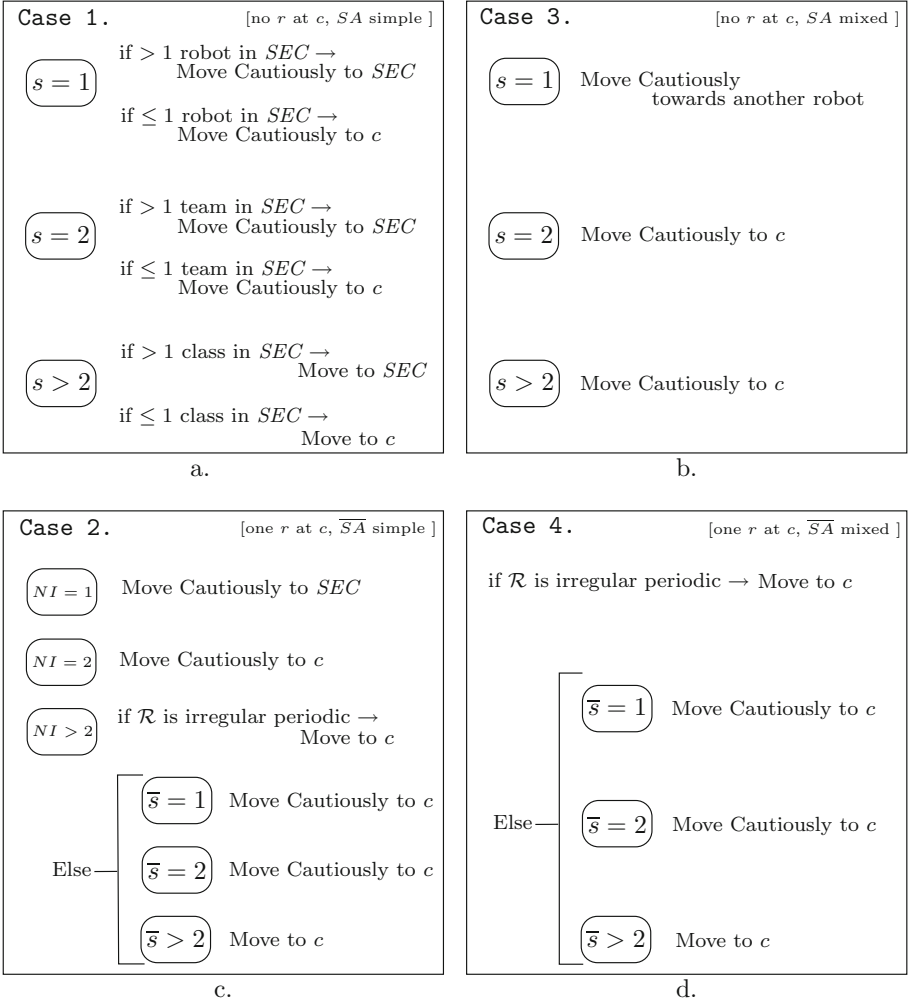 Case 1.
[no r at c, SA simple]
s = 1
if > 1 robot in SEC →
Move Cautiously to SEC
if ≤ 1 robot in SEC →
Move Cautiously to c
s = 2
if > 1 team in SEC →
Move Cautiously to SEC
if ≤ 1 team in SEC →
Move Cautiously to c
s > 2
if > 1 class in SEC →
Move to SEC
if ≤ 1 class in SEC →
Move to c
a.
Case 3.
[no r at c, SA mixed]
s = 1
Move Cautiously
towards another robot
s = 2
Move Cautiously to c
s > 2
Move Cautiously to c
b.
Case 2.
[one r at c, S̅A̅ simple ]
NI = 1
Move Cautiously to SEC
NI = 2
Move Cautiously to c
NI > 2
if ℛ is irregular periodic →
Move to c
Else
s̅ = 1
Move Cautiously to c
s̅ = 2
Move Cautiously to c
s̅ > 2
Move to c
c.
Case 4.
[one r at c, S̅A̅ mixed ]
if ℛ is irregular periodic → Move to c
Else
s̅ = 1
Move Cautiously to c
s̅ = 2
Move Cautiously to c
s̅ > 2
Move to c
d.